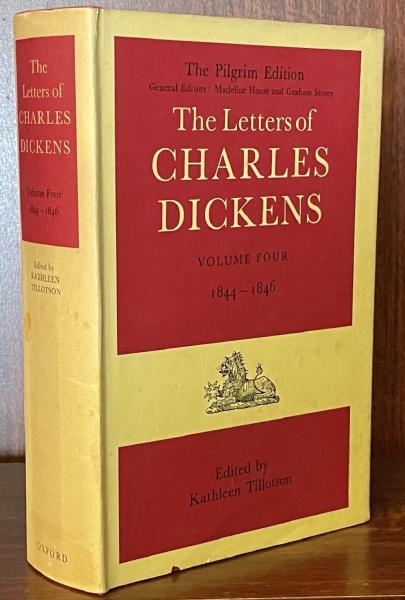 The
Letters of
CHARLES
DICKENS
Volume Four
1844–1846
Edited by
KATHLEEN
TILLOTSON
OXFORD
The Pilgrim Edition
General Editors: Madeline House and Graham Storey
The Letters of
CHARLES
DICKENS
VOLUME FOUR
1844–1846
Edited by
Kathleen Tillotson